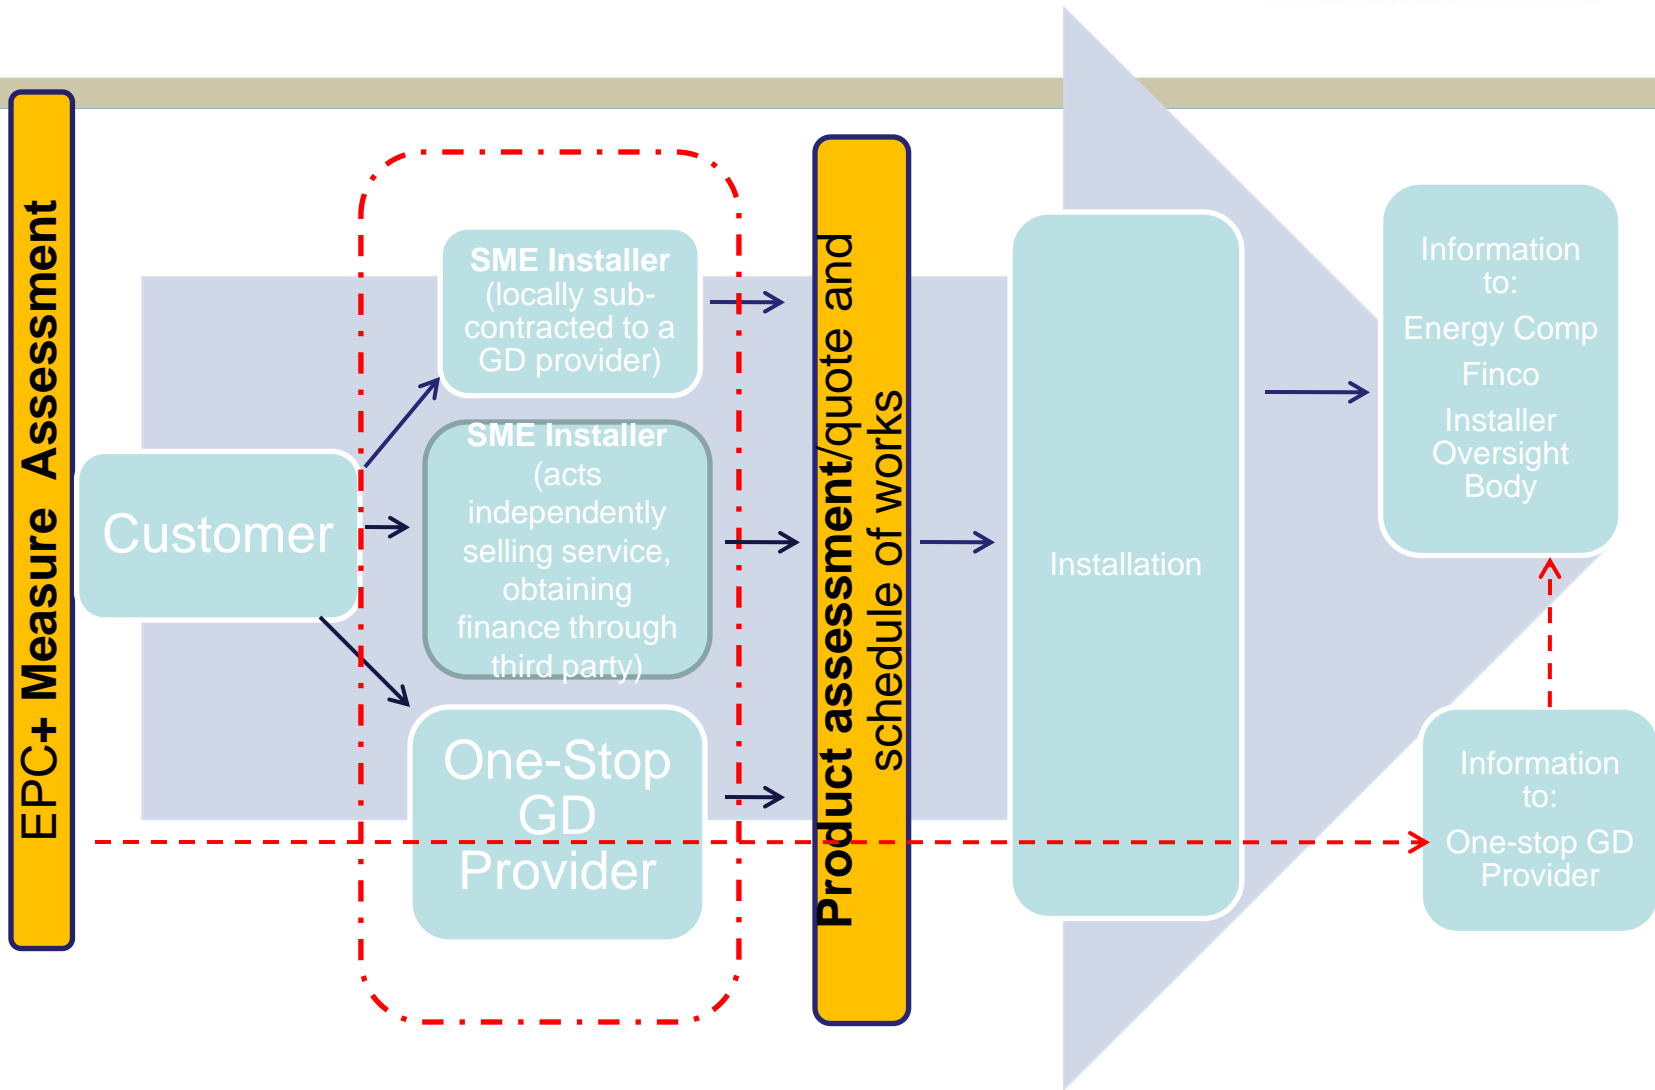 EPC+ Measure Assessment
Customer
SME Installer
(locally sub-
contracted to a
GD provider)
SME Installer
(acts
independently
selling service,
obtaining
finance through
third party)
One-Stop
GD
Provider
Product assessment/quote and
schedule of works
Installation
Information
to:
Energy Comp
Finco
Installer
Oversight
Body
Information
to:
One-stop GD
Provider